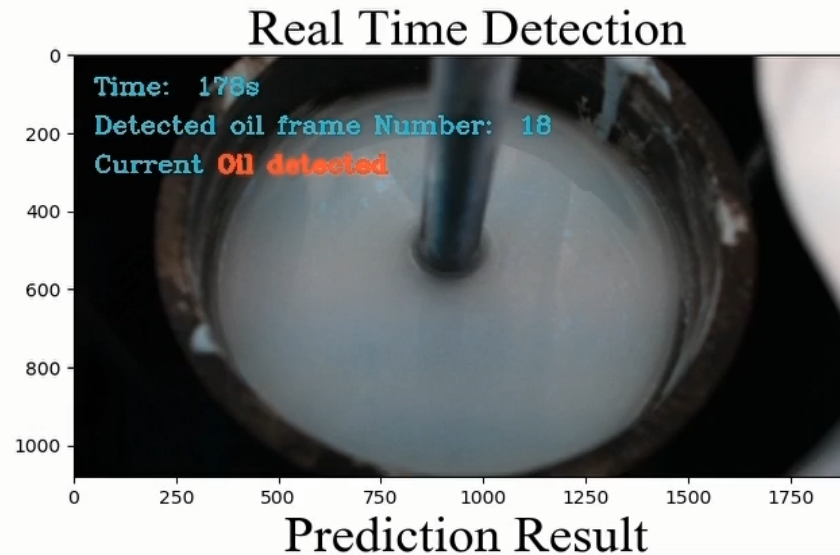 Real Time Detection
0
200
400
600
800
1000
Time: 178s
Detected oil frame Number: 18
Current Oil detected
0 250 500 750 1000 1250 1500 1750
Prediction Result